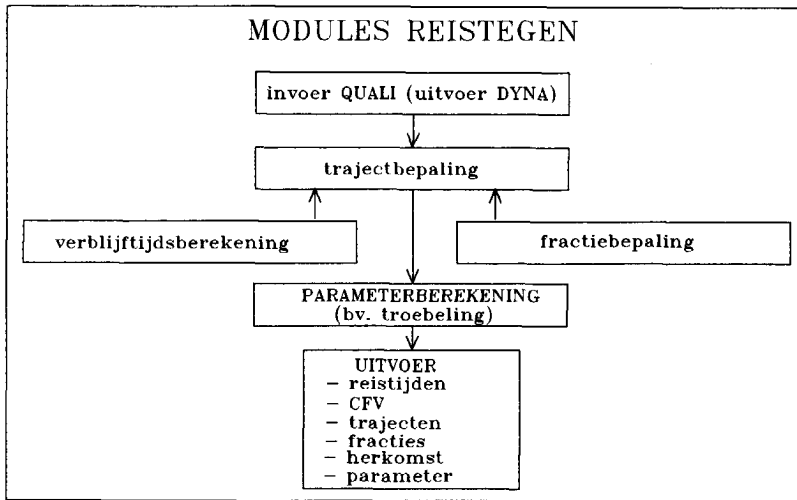 MODULES REISTEGEN
invoer QUALI (uitvoer DYNA)
trajectbepaling
verblijftijdsberekening
fractiebepaling
PARAMETERBEREKENING
(bv. troebeling)
UITVOER
– reistijden
– CFV
– trajecten
– fracties
– herkomst
– parameter